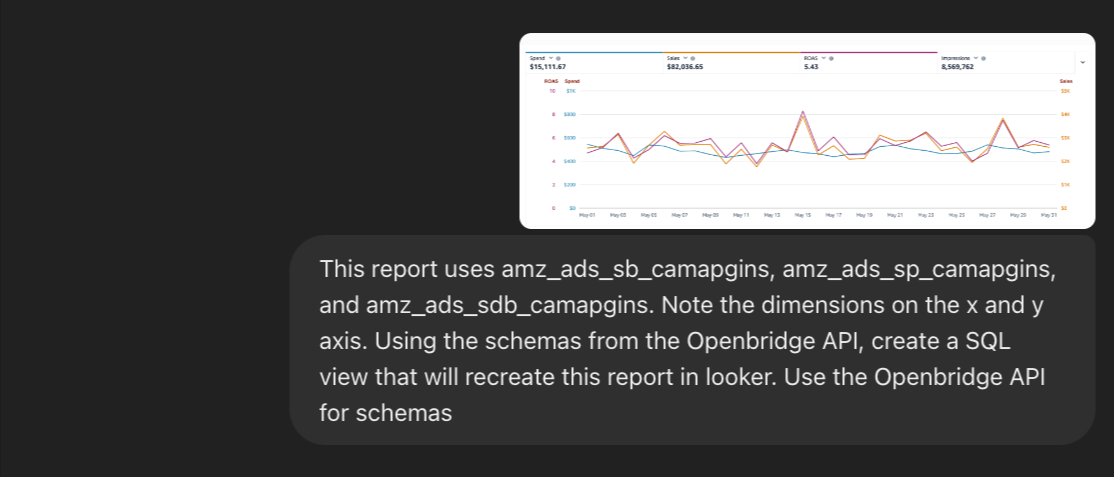 Spend
Sales
ROAS
Impressions
$15,111.67
$82,036.65
5.43
8,569,762
ROAS Spend Sales
10 $1K $5K
8 $800 $4K
6 $600 $3K
4 $400 $2K
2 $200 $1K
0 $0 $0
May 01 May 03 May 05 May 07 May 09 May 11 May 13 May 15 May 17 May 19 May 21 May 23 May 25 May 27 May 29 May 31
This report uses amz_ads_sb_camapgins, amz_ads_sp_camapgins,
and amz_ads_sdb_camapgins. Note the dimensions on the x and y
axis. Using the schemas from the Openbridge API, create a SQL
view that will recreate this report in looker. Use the Openbridge API
for schemas